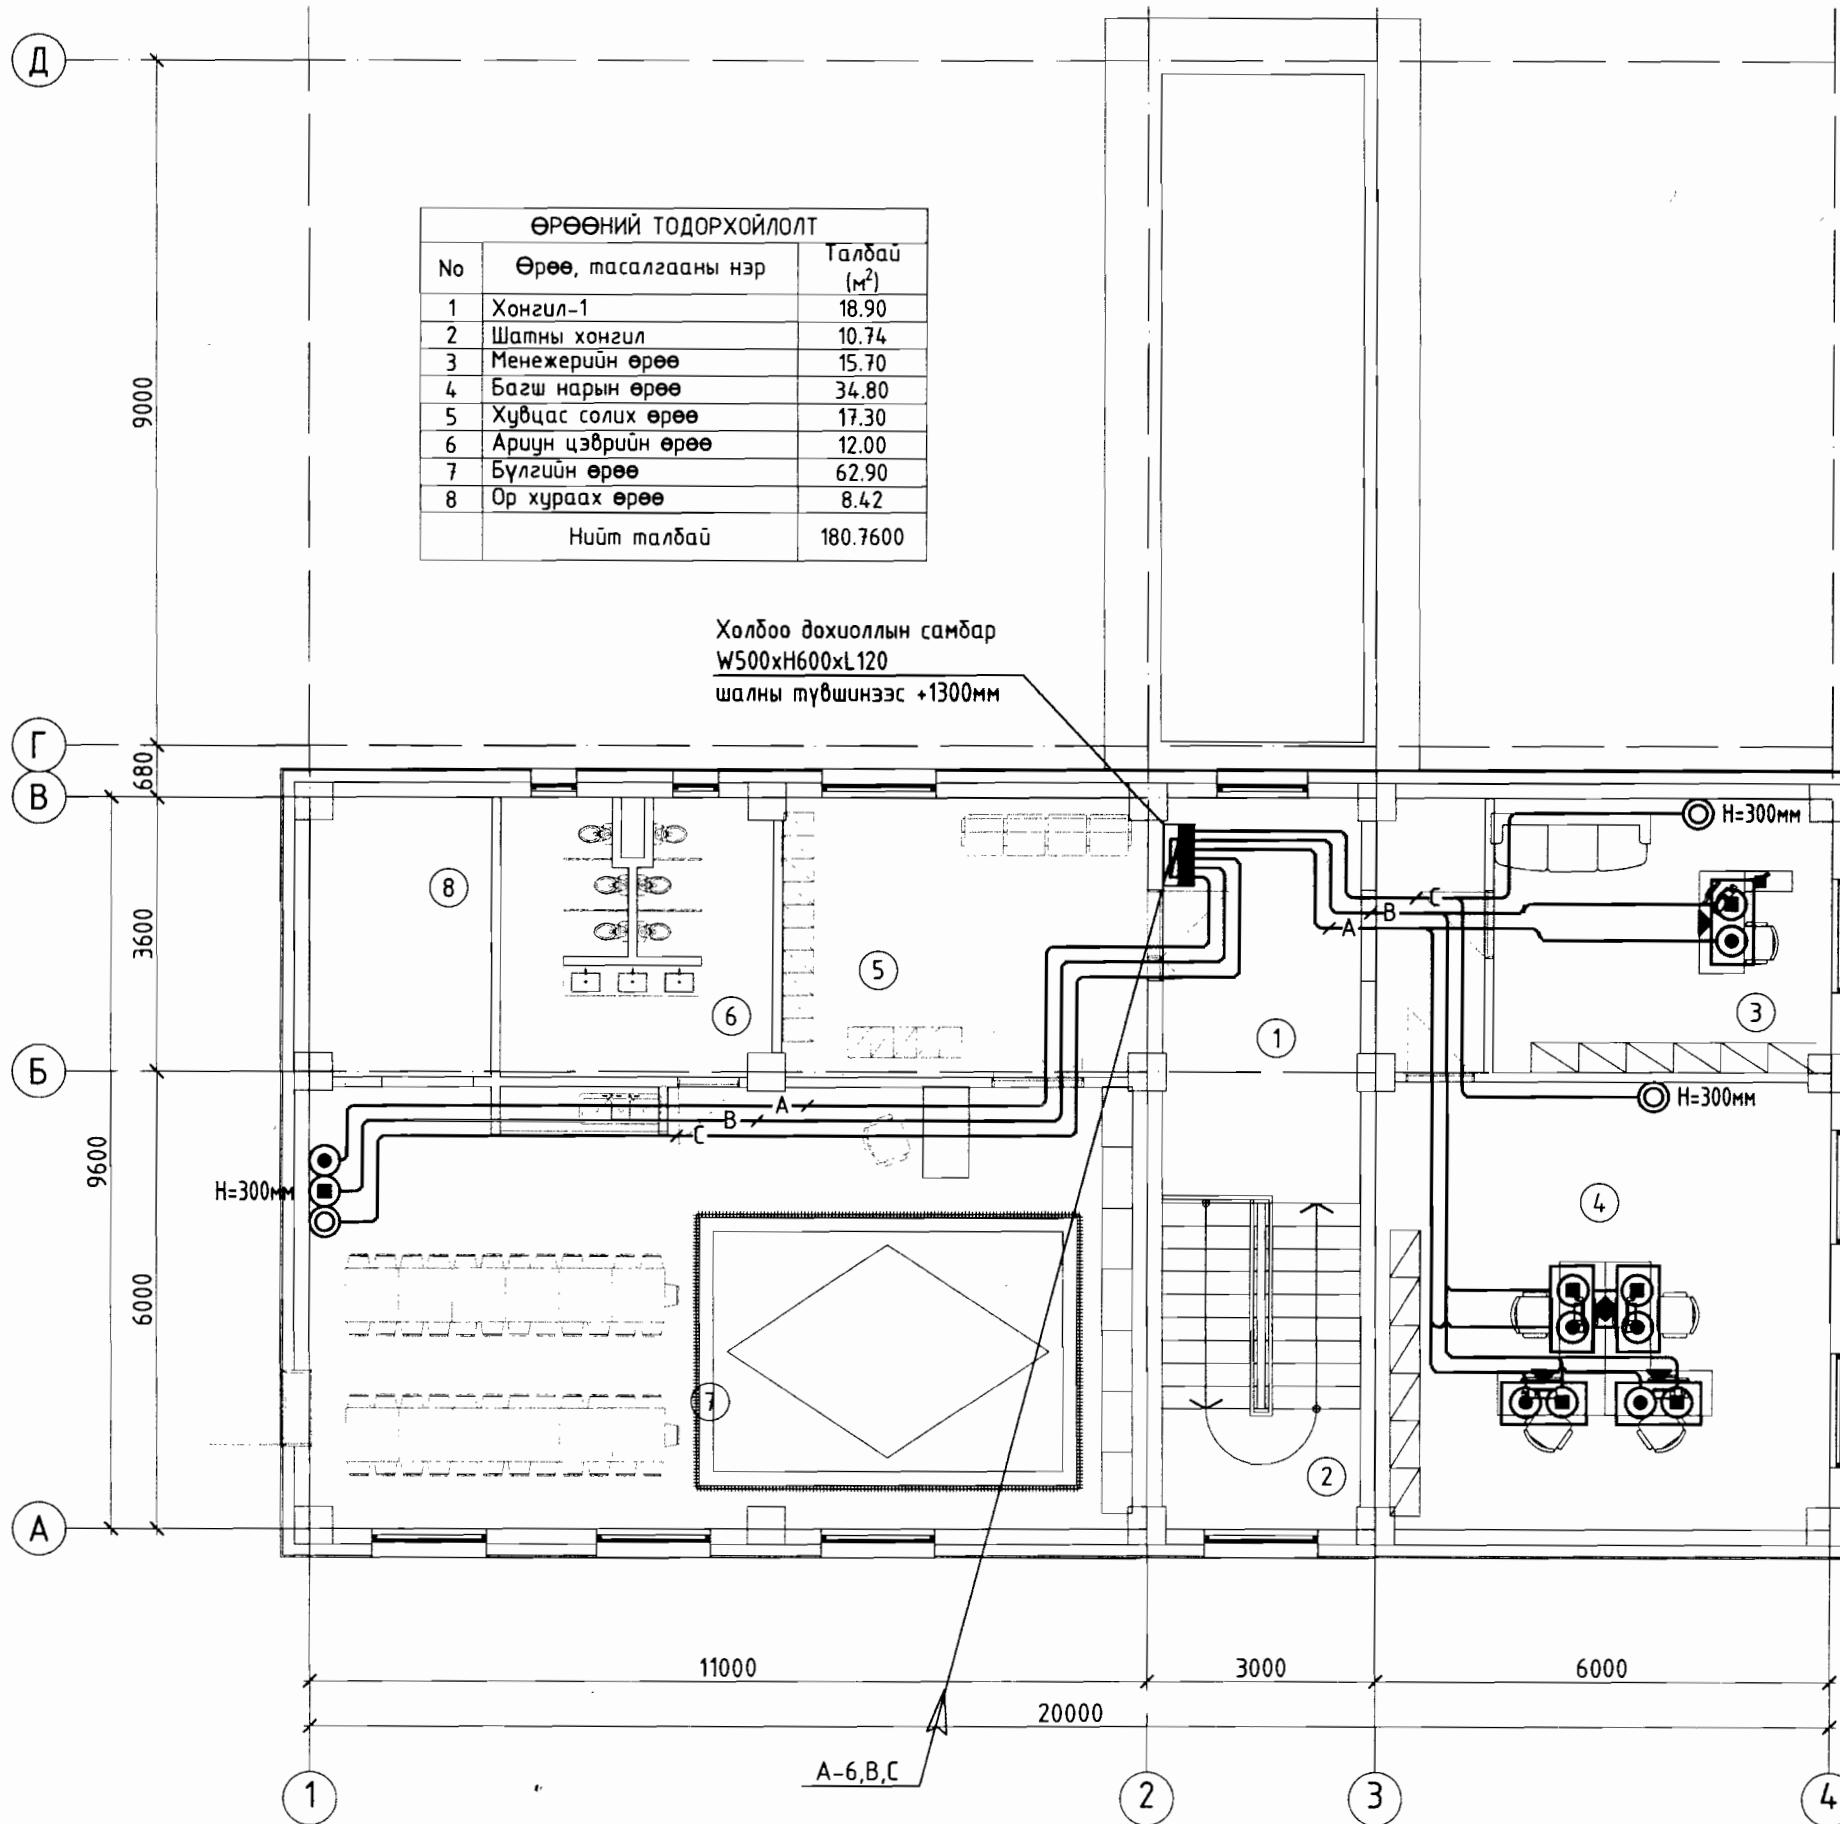 Д
9000
ӨРӨӨНИЙ ТОДОРХОЙЛОЛТ
No Өрөө, тасалгааны нэр Талбай (м²)
1 Хонгил-1 18.90
2 Шатны хонгил 10.74
3 Менежерийн өрөө 15.70
4 Багш нарын өрөө 34.80
5 Хувцас солих өрөө 17.30
6 Ариун цэврийн өрөө 12.00
7 Бүлгийн өрөө 62.90
8 Ор хураах өрөө 8.42
Нийт талбай 180.7600
Холбоо дохиоллын самбар
W500xH600xL120
шалны түвшинээс +1300мм
Г
680
В
H=300мм
8
C
B
A
3600
5
6
1
3
Б
A
B
C
H=300мм
9600
H=300мм
4
6000
7
2
А
11000
3000
6000
20000
A-6,B,C
1
2
3
4